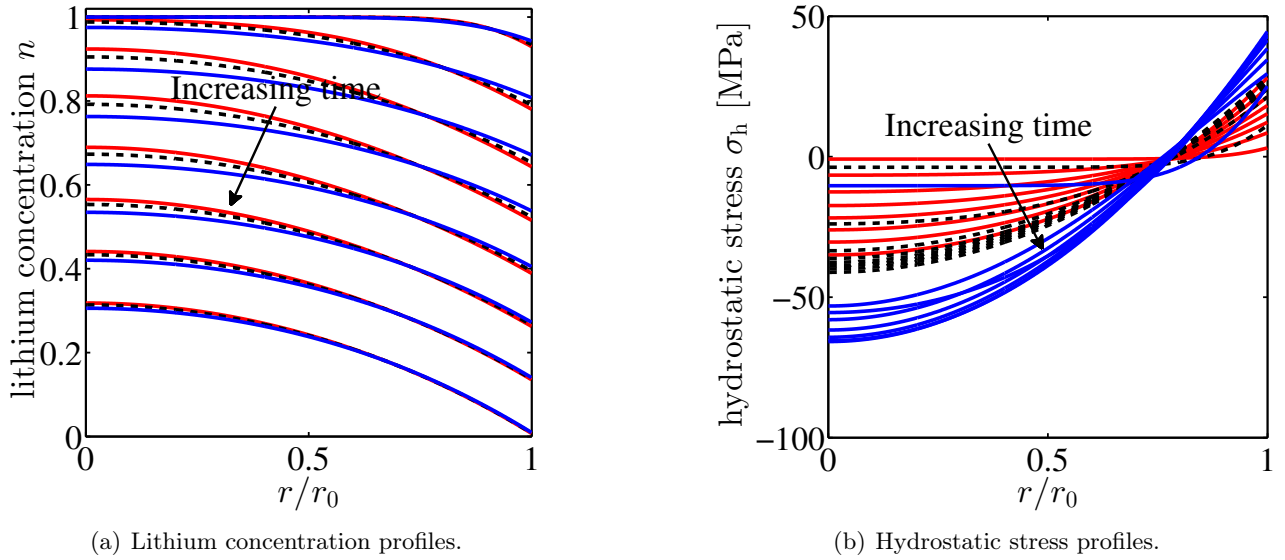 1
0.8
0.6
0.4
0.2
0
lithium concentration n
Increasing time
0
0.5
1
r/r₀
(a) Lithium concentration profiles.
50
0
−50
−100
hydrostatic stress σₕ [MPa]
Increasing time
0
0.5
1
r/r₀
(b) Hydrostatic stress profiles.